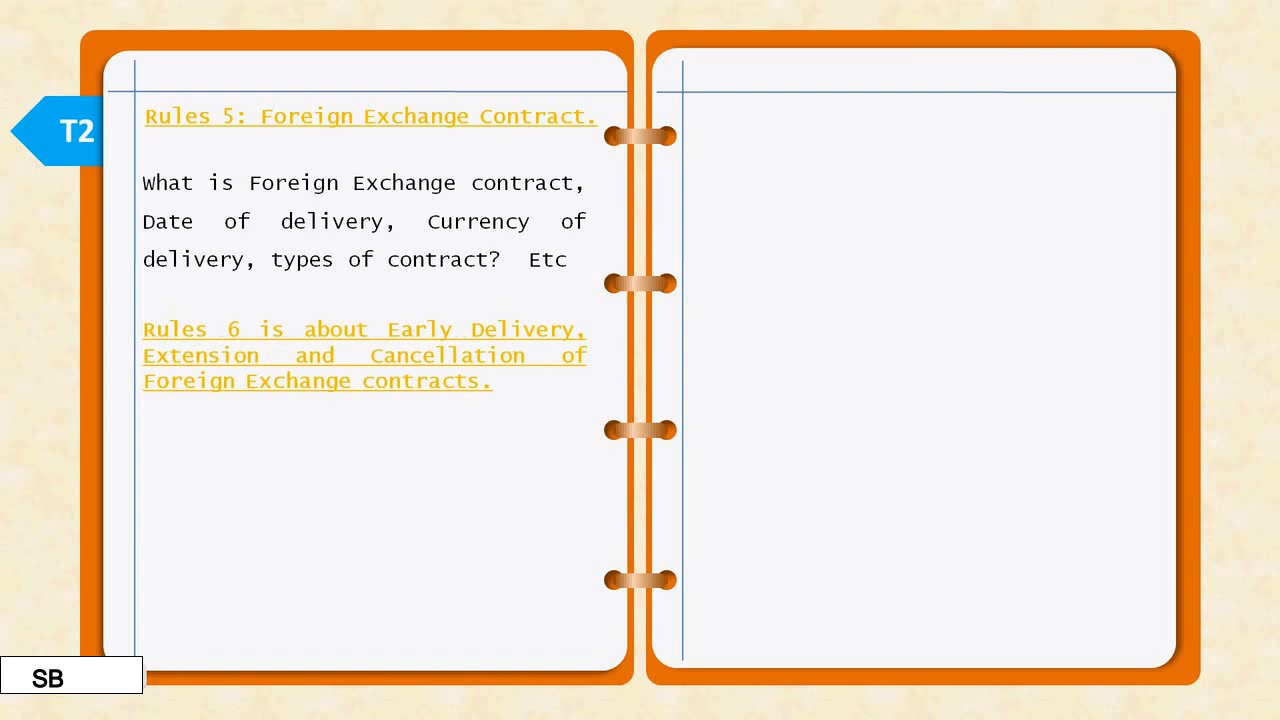 T2
Rules 5: Foreign Exchange Contract.
What is Foreign Exchange contract,
Date of delivery, Currency of
delivery, types of contract? Etc
Rules 6 is about Early Delivery,
Extension and Cancellation of
Foreign Exchange contracts.
SB